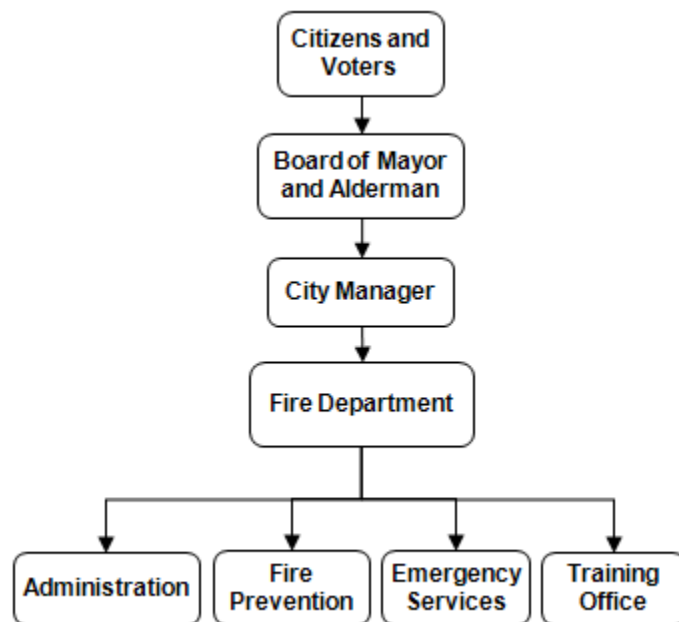 Citizens and
Voters
Board of Mayor
and Alderman
City Manager
Fire Department
Administration
Fire
Prevention
Emergency
Services
Training
Office